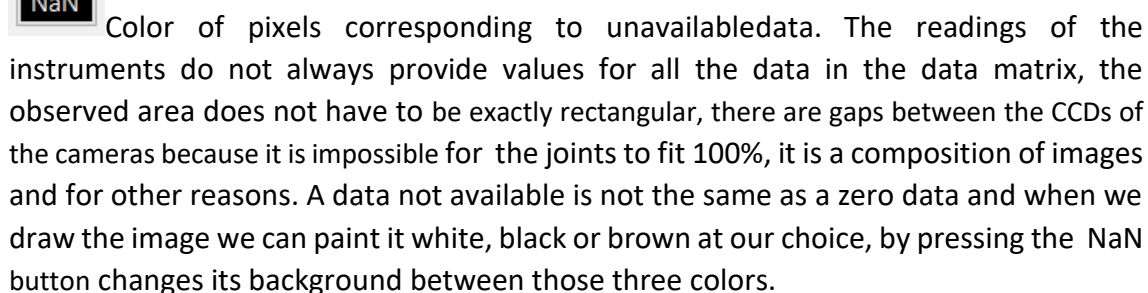 NaN
Color of pixels corresponding to unavailabledata. The readings of the
instruments do not always provide values for all the data in the data matrix, the
observed area does not have to be exactly rectangular, there are gaps between the CCDs of
the cameras because it is impossible for the joints to fit 100%, it is a composition of images
and for other reasons. A data not available is not the same as a zero data and when we
draw the image we can paint it white, black or brown at our choice, by pressing the NaN
button changes its background between those three colors.